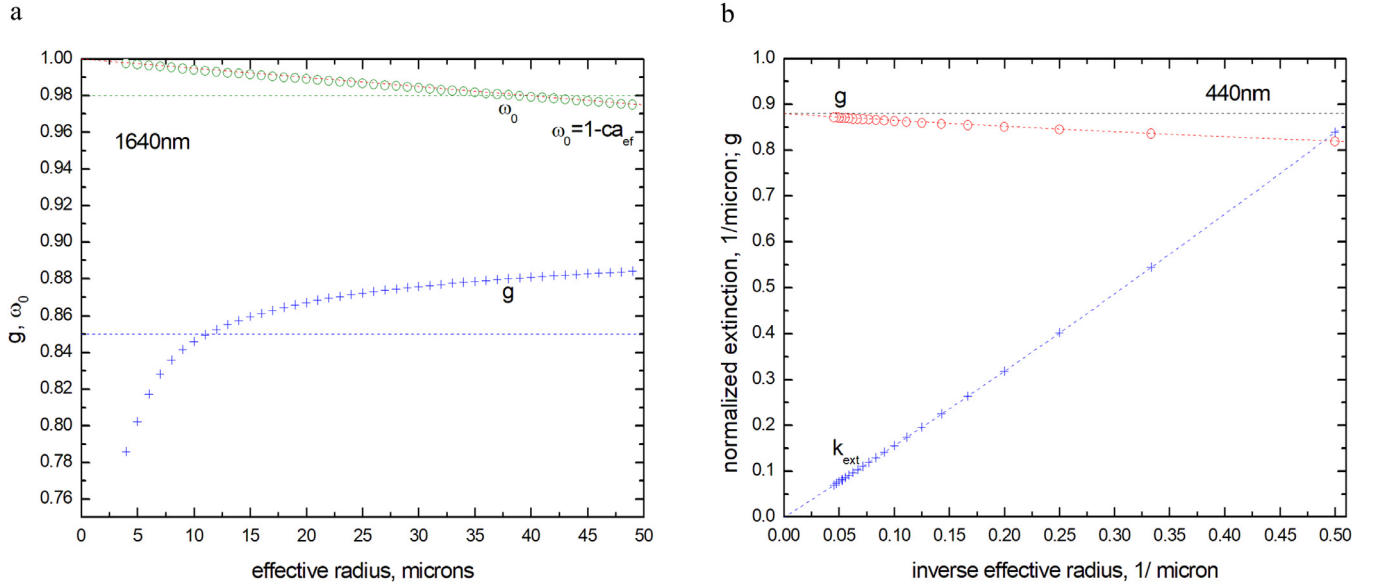 a
1.00
0.98
0.96
0.94
0.92
0.90
0.88
0.86
0.84
0.82
0.80
0.78
0.76
g, ω₀
1640nm
ω₀
ω₀=1-ca_ef
g
0 5 10 15 20 25 30 35 40 45 50
effective radius, microns
b
1.0
0.9
0.8
0.7
0.6
0.5
0.4
0.3
0.2
0.1
0.0
normalized extinction, 1/micron; g
g
440nm
k_ext
0.00 0.05 0.10 0.15 0.20 0.25 0.30 0.35 0.40 0.45 0.50
inverse effective radius, 1/ micron